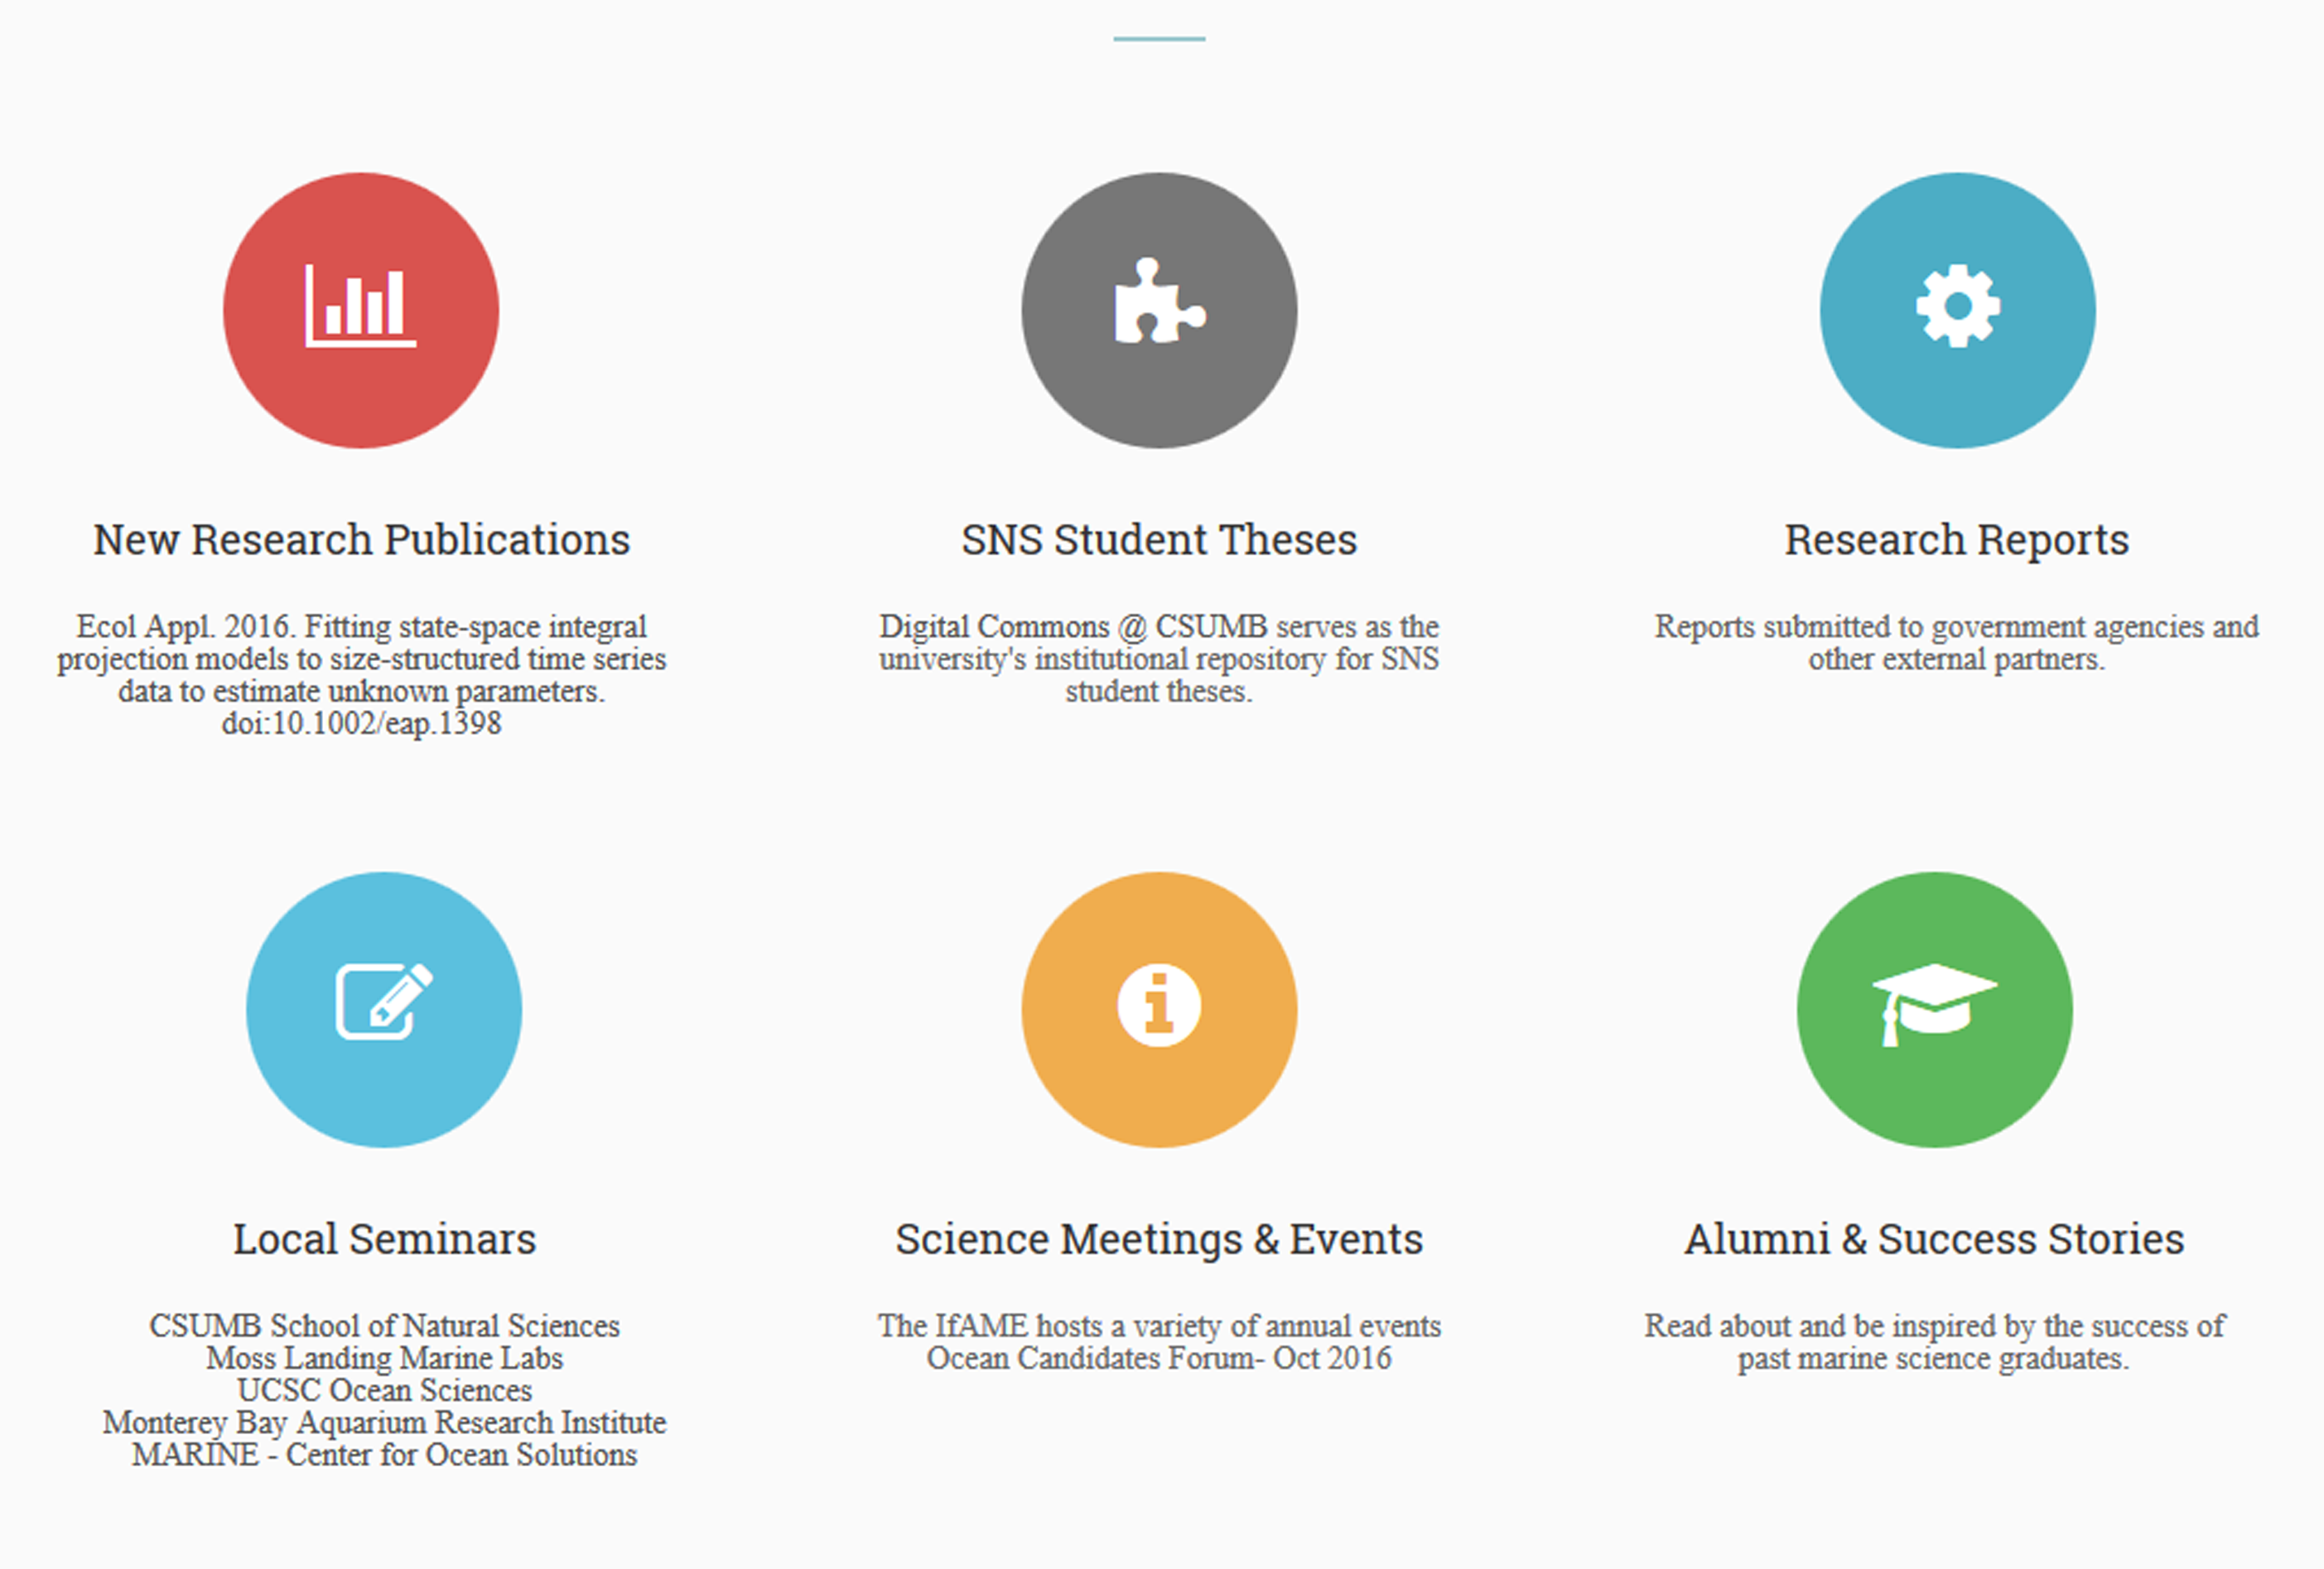 New Research Publications
Ecol Appl. 2016. Fitting state-space integral
projection models to size-structured time series
data to estimate unknown parameters.
doi:10.1002/eap.1398
SNS Student Theses
Digital Commons @ CSUMB serves as the
university's institutional repository for SNS
student theses.
Research Reports
Reports submitted to government agencies and
other external partners.
Local Seminars
CSUMB School of Natural Sciences
Moss Landing Marine Labs
UCSC Ocean Sciences
Monterey Bay Aquarium Research Institute
MARINE - Center for Ocean Solutions
Science Meetings & Events
The IfAME hosts a variety of annual events
Ocean Candidates Forum- Oct 2016
Alumni & Success Stories
Read about and be inspired by the success of
past marine science graduates.